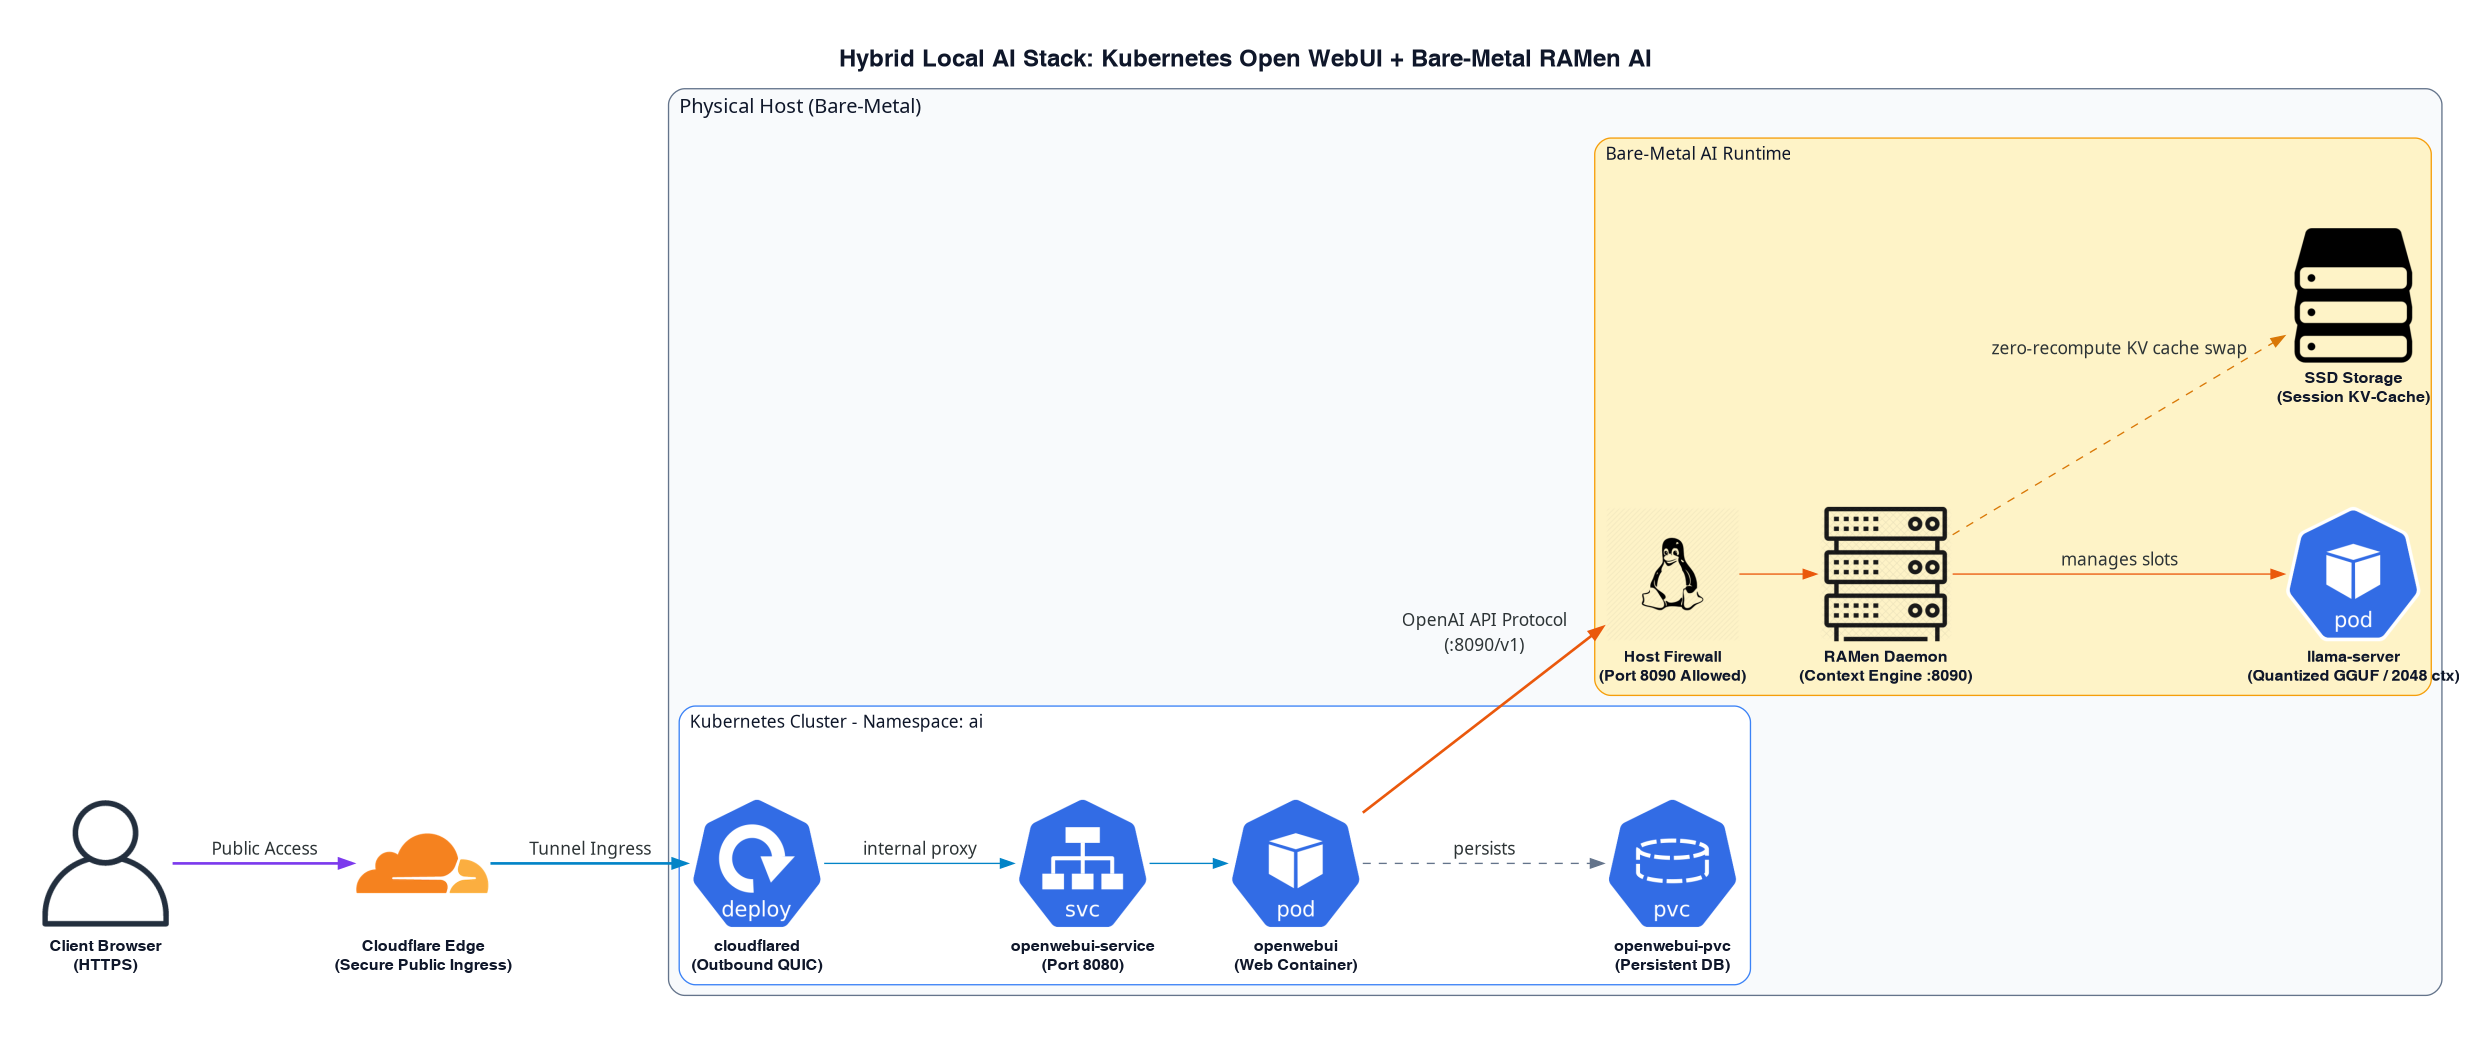 Hybrid Local AI Stack: Kubernetes Open WebUI + Bare-Metal RAMen AI
Physical Host (Bare-Metal)
Bare-Metal AI Runtime
zero-recompute KV cache swap
SSD Storage
(Session KV-Cache)
manages slots
pod
OpenAI API Protocol
(:8090/v1)
Host Firewall
(Port 8090 Allowed)
RAMen Daemon
(Context Engine :8090)
llama-server
(Quantized GGUF / 2048 ctx)
Kubernetes Cluster - Namespace: ai
Public Access
Tunnel Ingress
internal proxy
persists
deploy
svc
pod
pvc
Client Browser
(HTTPS)
Cloudflare Edge
(Secure Public Ingress)
cloudflared
(Outbound QUIC)
openwebui-service
(Port 8080)
openwebui
(Web Container)
openwebui-pvc
(Persistent DB)